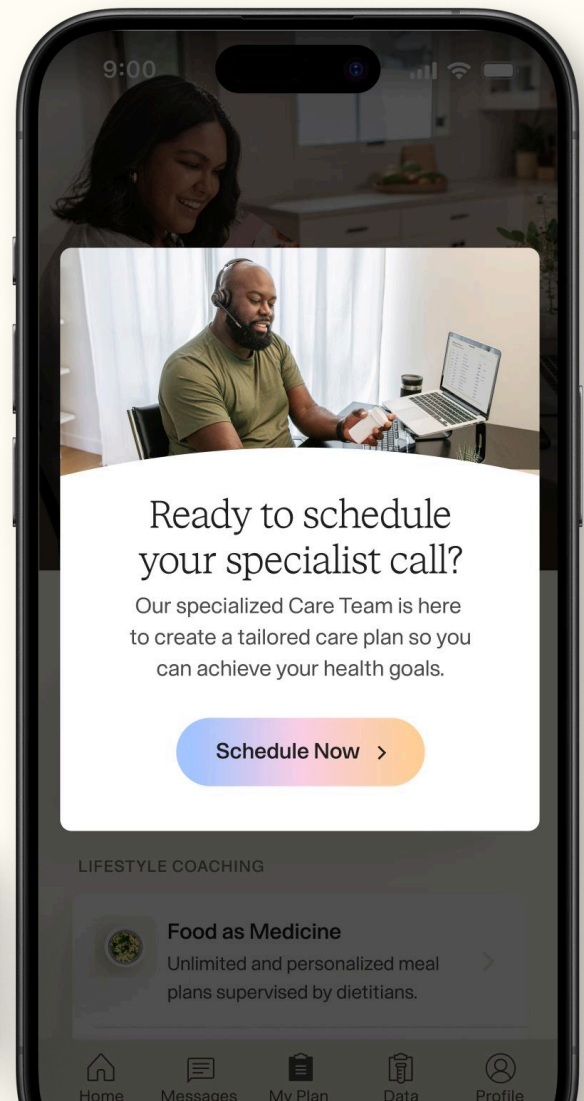 9:00
Ready to schedule
your specialist call?
Our specialized Care Team is here
to create a tailored care plan so you
can achieve your health goals.
Schedule Now
LIFESTYLE COACHING
Food as Medicine
Unlimited and personalized meal
plans supervised by dietitians.
Home Messages My Plan Data Profile